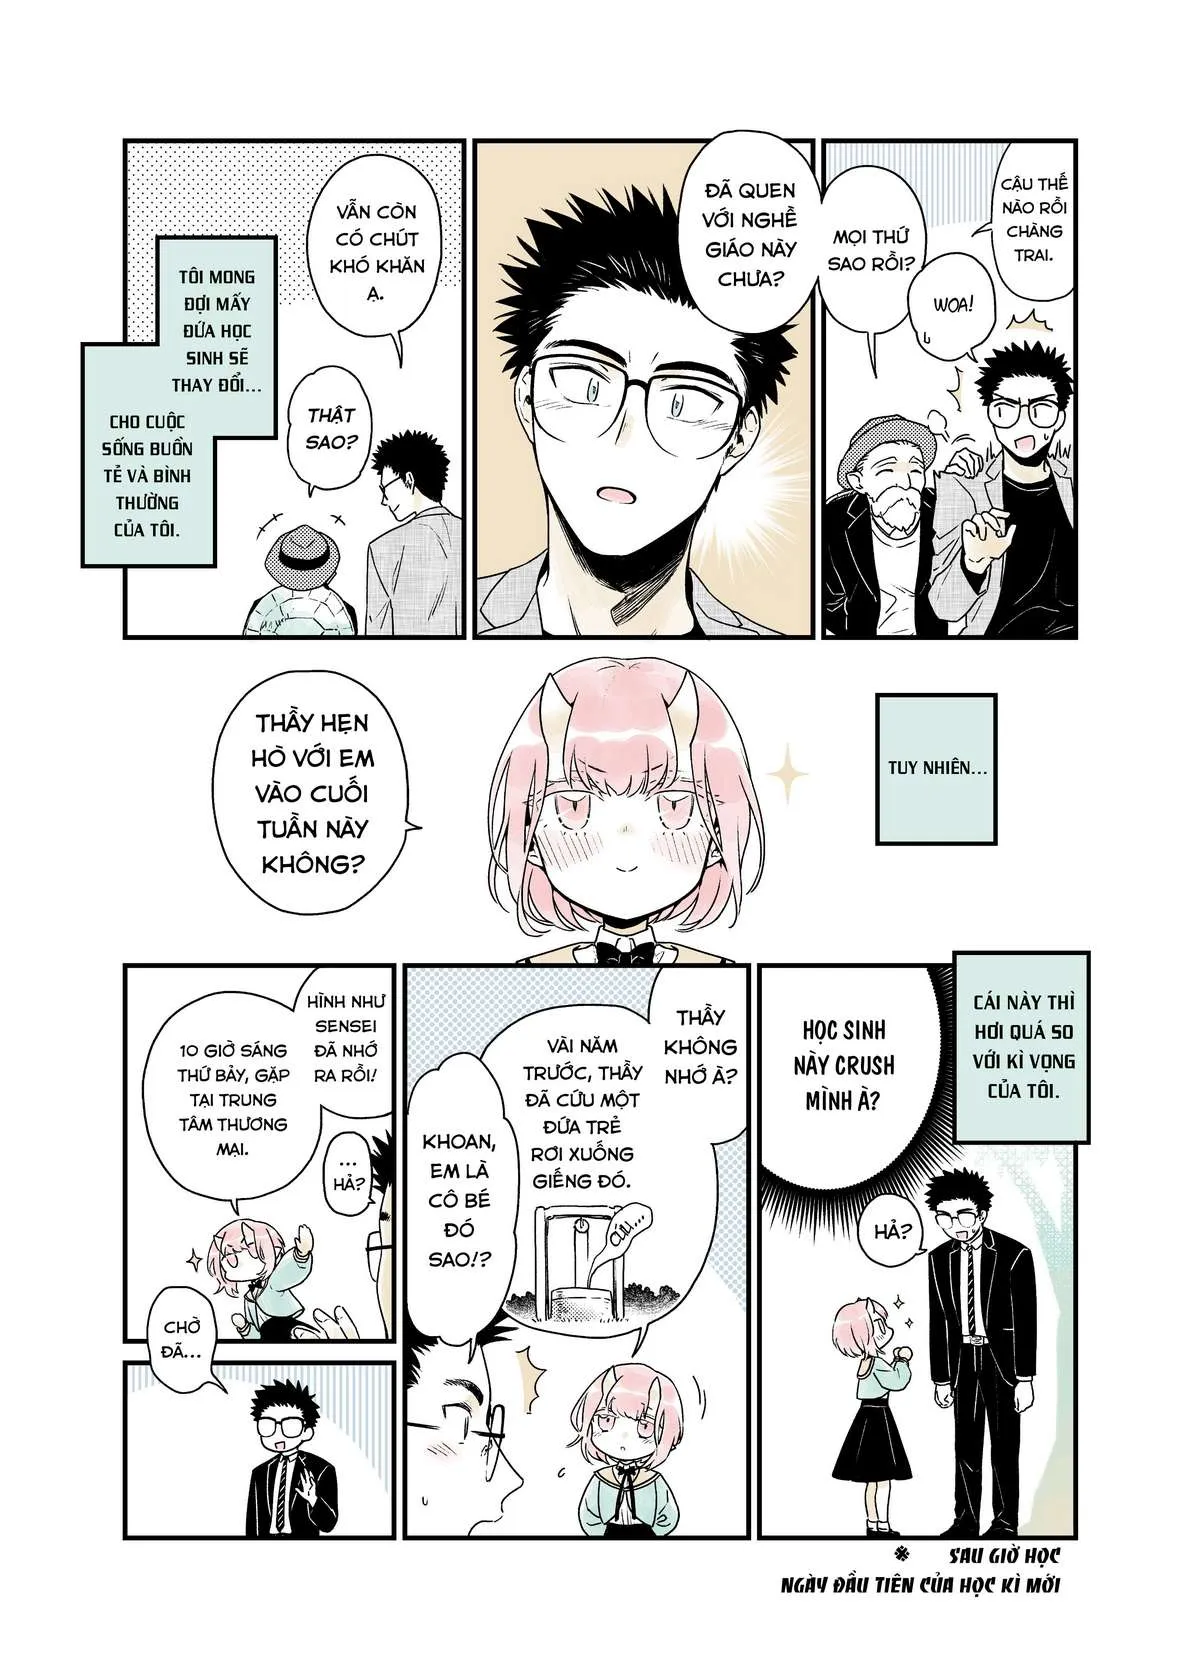 CẬU THẾ
NÀO RỒI
CHÀNG
TRAI.
WOA!
MỌI THỨ
SAO RỒI?
ĐÃ QUEN
VỚI NGHỀ
GIÁO NÀY
CHƯA?
VẪN CÒN
CÓ CHÚT
KHÓ KHĂN
Ạ.
THẬT
SAO?
TÔI MONG
ĐỢI MẤY
ĐỨA HỌC
SINH SẼ
THAY ĐỔI...
CHO CUỘC
SỐNG BUỒN
TẺ VÀ BÌNH
THƯỜNG
CỦA TÔI.
TUY NHIÊN...
THẦY HẸN
HÒ VỚI EM
VÀO CUỐI
TUẦN NÀY
KHÔNG?
CÁI NÀY THÌ
HƠI QUÁ SO
VỚI KÌ VỌNG
CỦA TÔI.
HỌC SINH
NÀY CRUSH
MÌNH À?
HẢ?
SAU GIỜ HỌC
NGÀY ĐẦU TIÊN CỦA HỌC KÌ MỚI
THẦY
KHÔNG
NHỚ À?
VÀI NĂM
TRƯỚC, THẦY
ĐÃ CỨU MỘT
ĐỨA TRẺ
RƠI XUỐNG
GIẾNG ĐÓ.
KHOAN,
EM LÀ
CÔ BÉ
ĐÓ
SAO!?
HÌNH NHƯ
SENSEI
ĐÃ NHỚ
RA RỒI!
10 GIỜ SÁNG
THỨ BẢY, GẶP
TẠI TRUNG
TÂM THƯƠNG
MẠI.
...
HẢ?
CHỜ
ĐÃ...